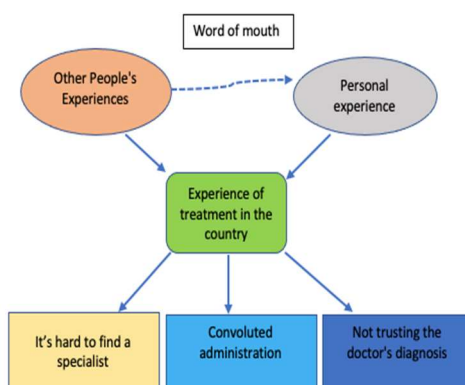 Word of mouth
Other People's
Experiences
Personal
experience
Experience of
treatment in the
country
It's hard to find a
specialist
Convoluted
administration
Not trusting the
doctor's diagnosis